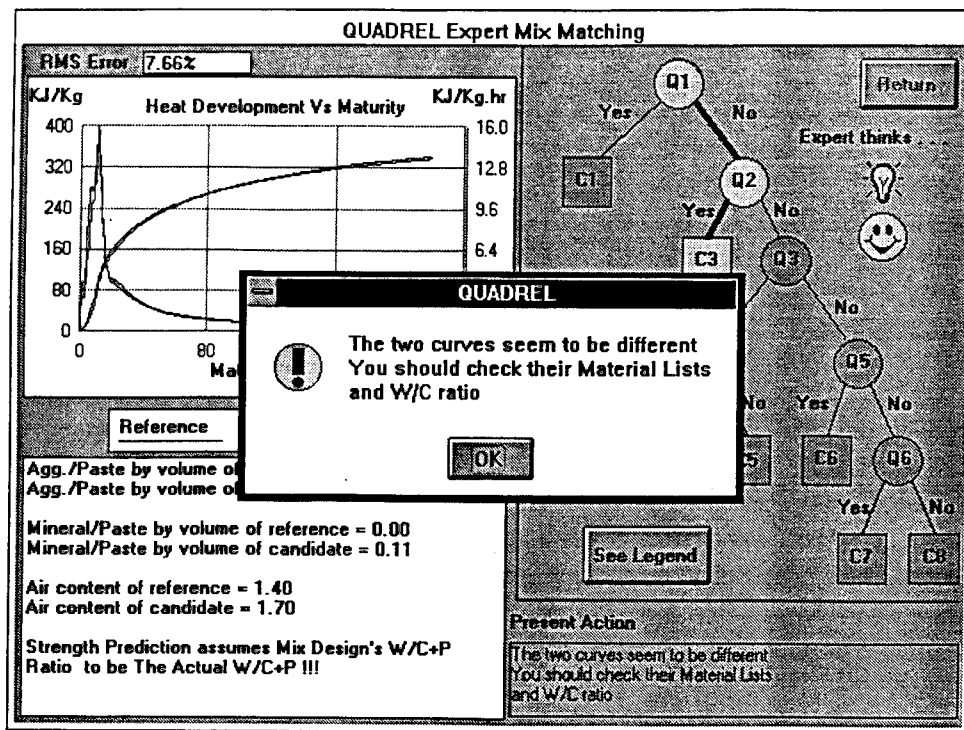 QUADREL Expert Mix Matching
RMS Error 7.66%
KJ/Kg
Heat Development Vs Maturity
KJ/Kg.hr
400
320
240
160
80
0
16.0
12.8
9.6
6.4
0
80
Ma
Reference
Agg./Paste by volume of
Agg./Paste by volume of
Mineral/Paste by volume of reference = 0.00
Mineral/Paste by volume of candidate = 0.11
Air content of reference = 1.40
Air content of candidate = 1.70
Strength Prediction assumes Mix Design's W/C+P
Ratio to be The Actual W/C+P !!!
QUADREL
The two curves seem to be different
You should check their Material Lists
and W/C ratio
OK
Q1
Yes
No
C1
Q2
Yes
No
C3
Q3
No
Q5
No
Yes
No
C5
C6
Q6
Yes
No
C7
C8
Return
Expert thinks . . .
See Legend
Present Action
The two curves seem to be different
You should check their Material Lists
and W/C ratio